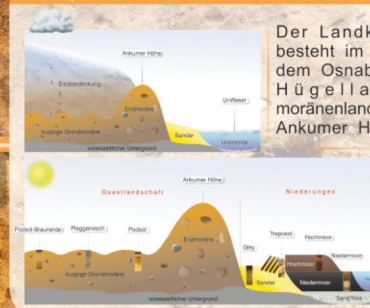 Der Landk
besteht im
dem Osnab
Hügella
moränenland
Ankumer H
Ankumer Höhe
Eisüberdeckung
Endmoräne
Ur-Weser
kuppige Grundmoräne
Sander
Urstromtal
voreiszeitlicher Untergrund
Ankumer Höhe
Geestlandschaft
Niederungen
Podsol-Braunerde
Plaggenesch
Podsol
Endmoräne
Gley
Treposol
Hochmoor
Niedermoor
Hochmoor
kuppige Grundmoräne
Sander
Niedermoor
Sand Kies
voreiszeitlicher Untergrund